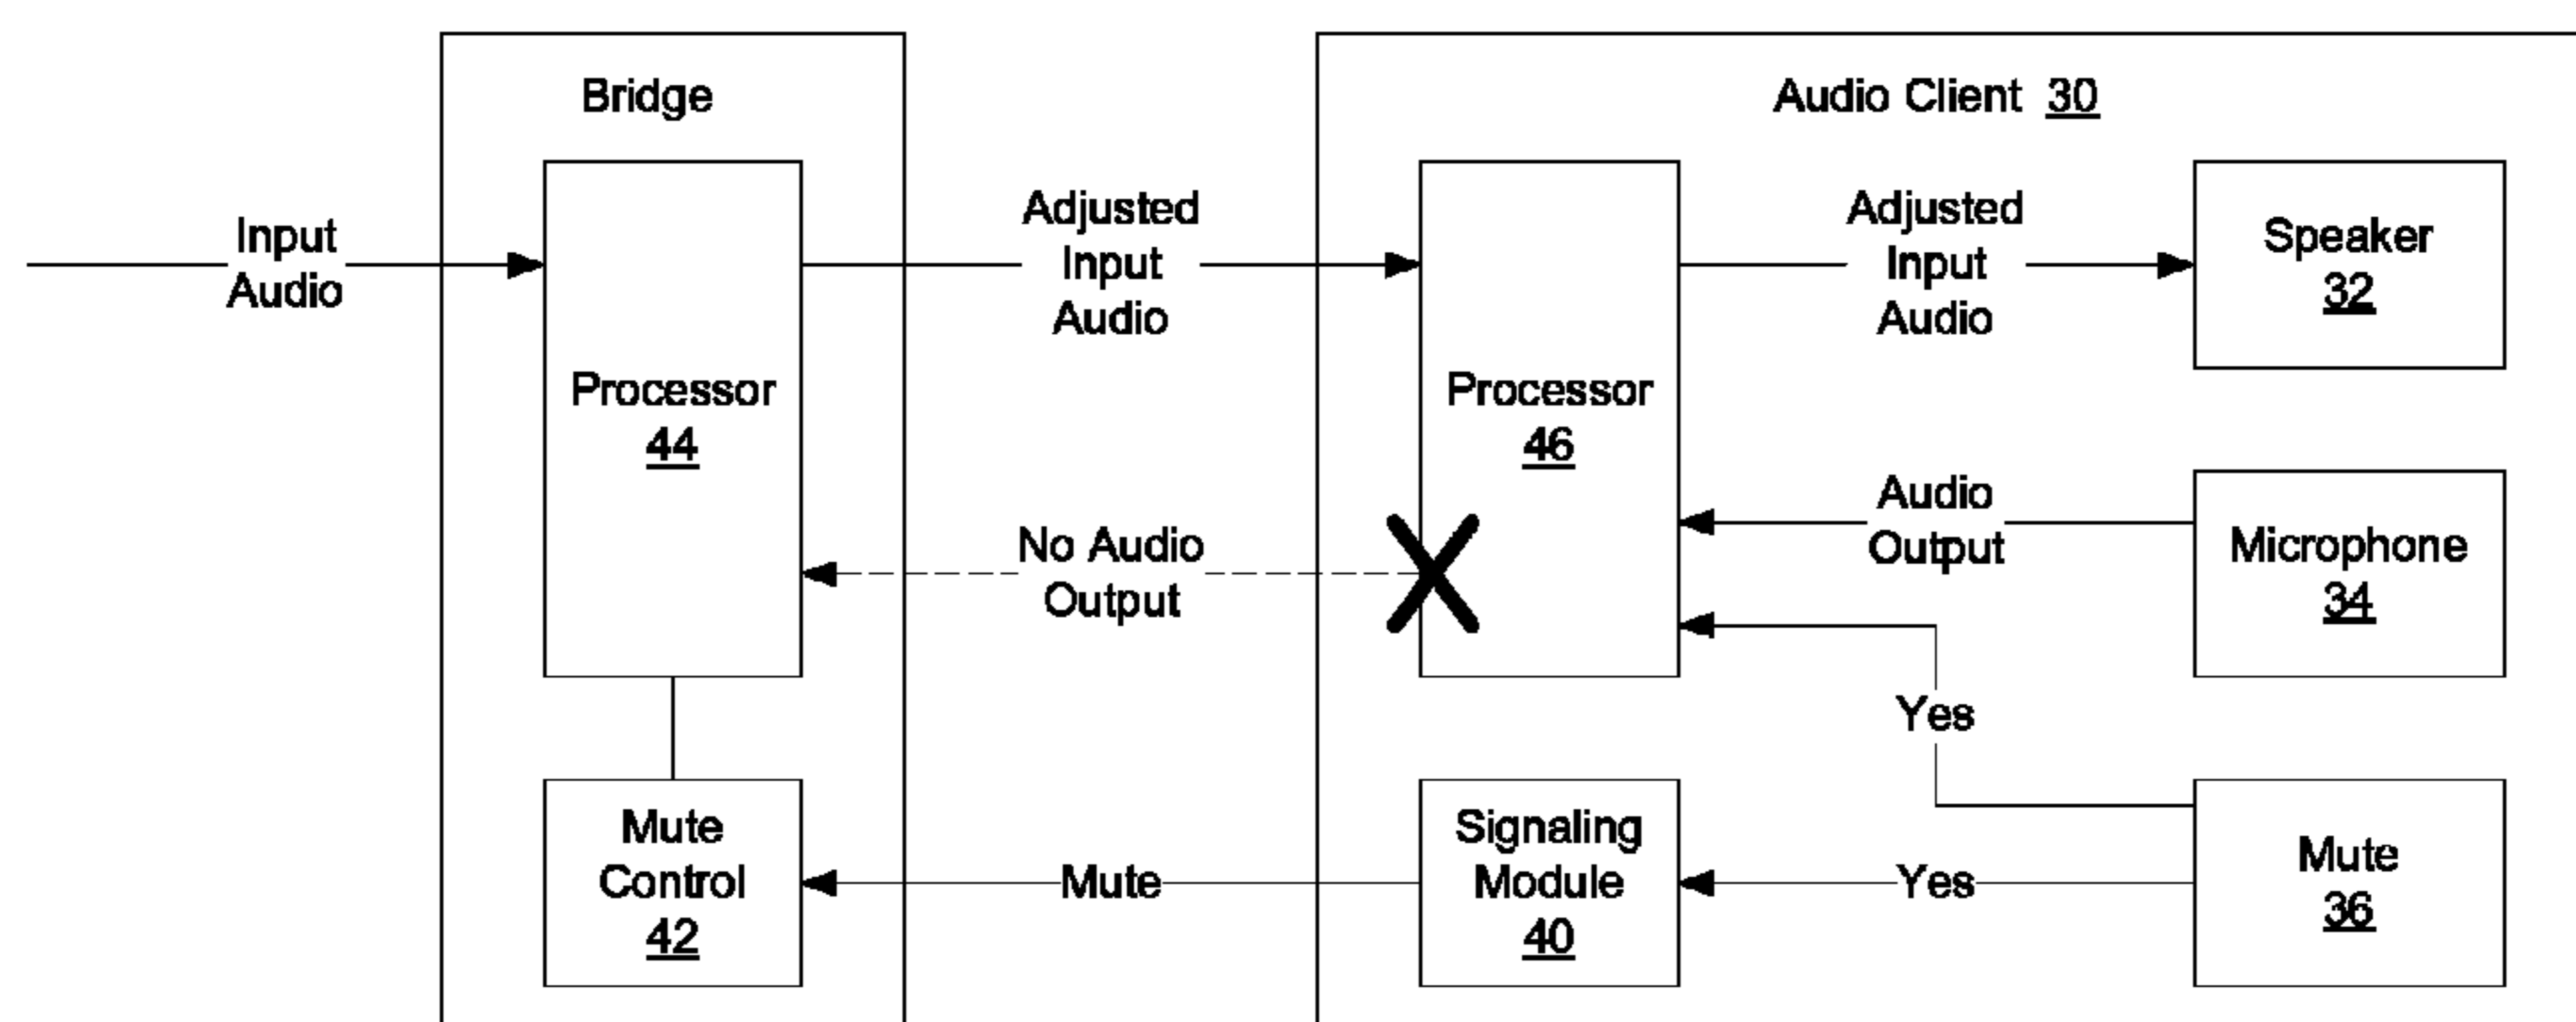 Bridge
Audio Client 30
Input
Audio
Processor
44
Adjusted
Input
Audio
Processor
46
Adjusted
Input
Audio
Speaker
32
No Audio
Output
Audio
Output
Microphone
34
Yes
Mute
Control
42
Mute
Signaling
Module
40
Yes
Mute
36